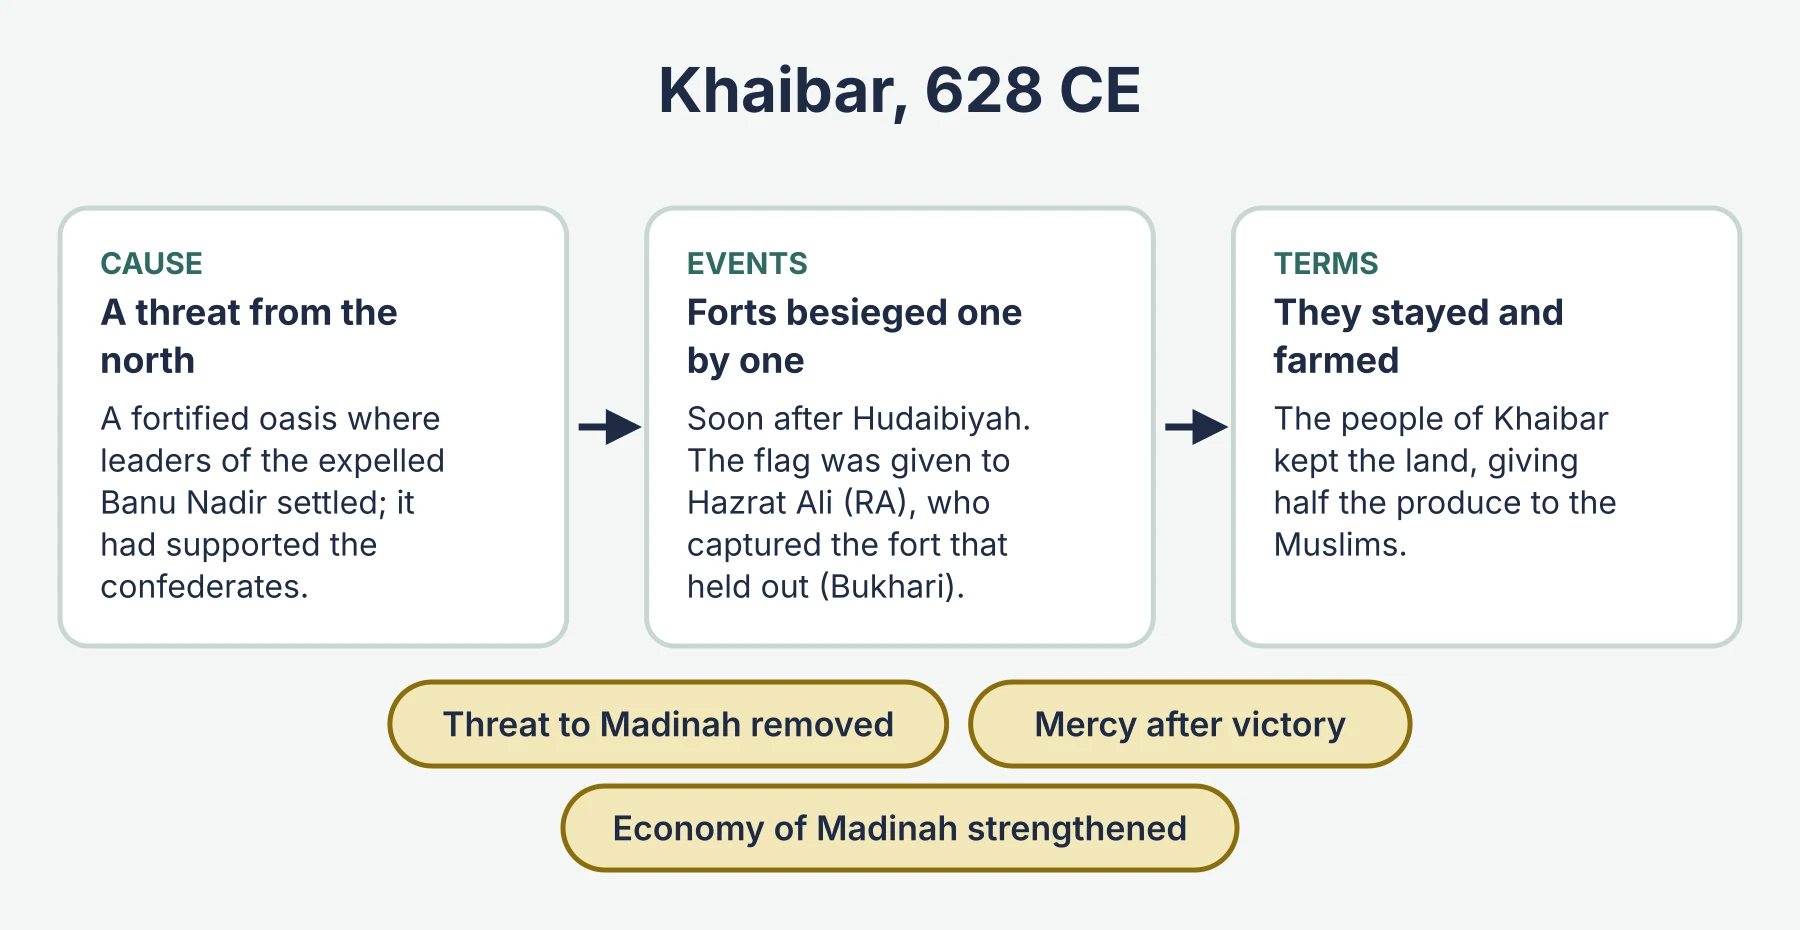 Khaibar, 628 CE
CAUSE
A threat from the
north
A fortified oasis where
leaders of the expelled
Banu Nadir settled; it
had supported the
confederates.
EVENTS
Forts besieged one
by one
Soon after Hudaibiyah.
The flag was given to
Hazrat Ali (RA), who
captured the fort that
held out (Bukhari).
TERMS
They stayed and
farmed
The people of Khaibar
kept the land, giving
half the produce to the
Muslims.
Threat to Madinah removed
Mercy after victory
Economy of Madinah strengthened